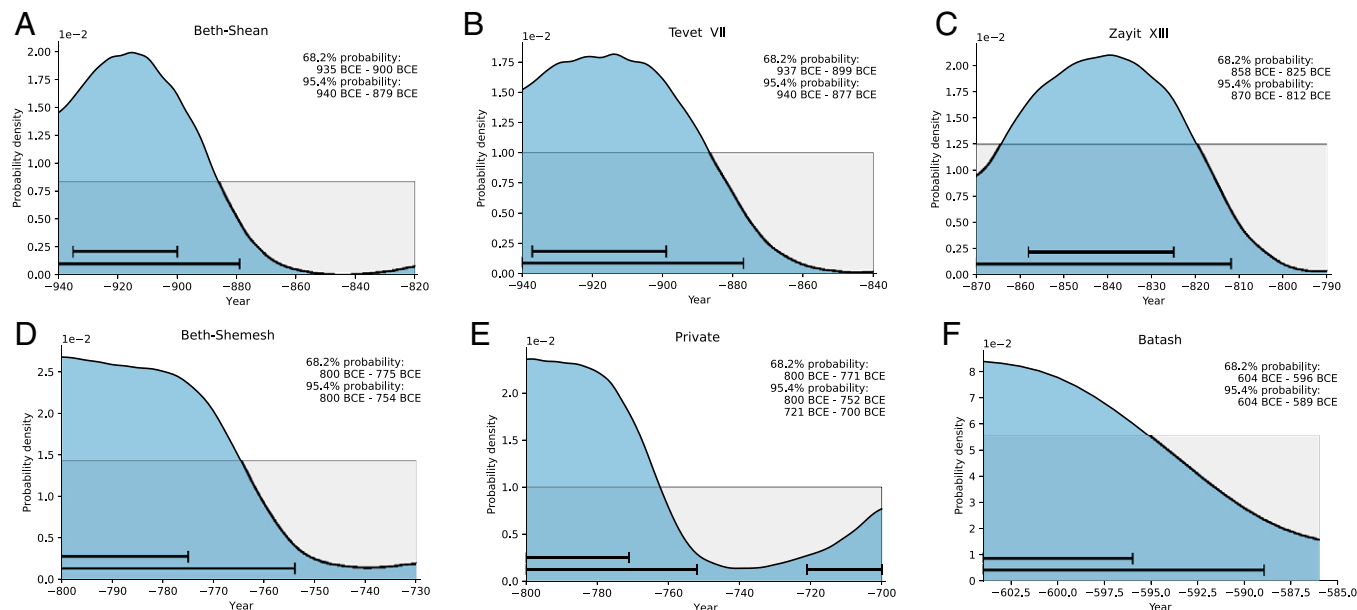 A
Beth-Shean
1e−2
68.2% probability:
935 BCE - 900 BCE
95.4% probability:
940 BCE - 879 BCE
Probability density
2.00
1.75
1.50
1.25
1.00
0.75
0.50
0.25
0.00
−940 −920 −900 −880 −860 −840 −820
Year
B
Tevet VII
1e−2
68.2% probability:
937 BCE - 899 BCE
95.4% probability:
940 BCE - 877 BCE
Probability density
2.00
1.75
1.50
1.25
1.00
0.75
0.50
0.25
0.00
−940 −920 −900 −880 −860 −840
Year
C
Zayit XIII
1e−2
68.2% probability:
858 BCE - 825 BCE
95.4% probability:
870 BCE - 812 BCE
Probability density
2.00
1.75
1.50
1.25
1.00
0.75
0.50
0.25
0.00
−870 −860 −850 −840 −830 −820 −810 −800 −790
Year
D
Beth-Shemesh
1e−2
68.2% probability:
800 BCE - 775 BCE
95.4% probability:
800 BCE - 754 BCE
Probability density
2.5
2.0
1.5
1.0
0.5
0.0
−800 −790 −780 −770 −760 −750 −740 −730
Year
E
Private
1e−2
68.2% probability:
800 BCE - 771 BCE
95.4% probability:
800 BCE - 752 BCE
721 BCE - 700 BCE
Probability density
2.0
1.5
1.0
0.5
0.0
−800 −780 −760 −740 −720 −700
Year
F
Batash
1e−2
68.2% probability:
604 BCE - 596 BCE
95.4% probability:
604 BCE - 589 BCE
Probability density
8
7
6
5
4
3
2
1
0
−602.5 −600.0 −597.5 −595.0 −592.5 −590.0 −587.5 −585.0
Year